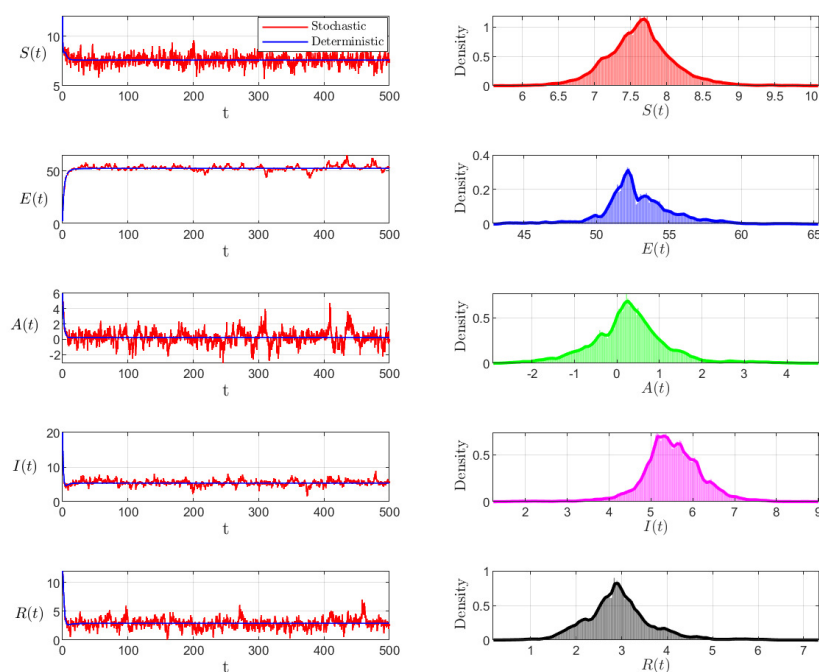 Stochastic
Deterministic
S(t)
10
5
0 100 200 300 400 500
t
Density
1
0.5
0
6 6.5 7 7.5 8 8.5 9 9.5 10
S(t)
E(t)
50
0
0 100 200 300 400 500
t
Density
0.4
0.2
0
45 50 55 60 65
E(t)
A(t)
6
4
2
0
-2
0 100 200 300 400 500
t
Density
0.5
0
-2 -1 0 1 2 3 4
A(t)
I(t)
20
10
0
0 100 200 300 400 500
t
Density
0.5
0
2 3 4 5 6 7 8 9
I(t)
R(t)
10
5
0
0 100 200 300 400 500
t
Density
1
0.5
0
0 1 2 3 4 5 6 7
R(t)